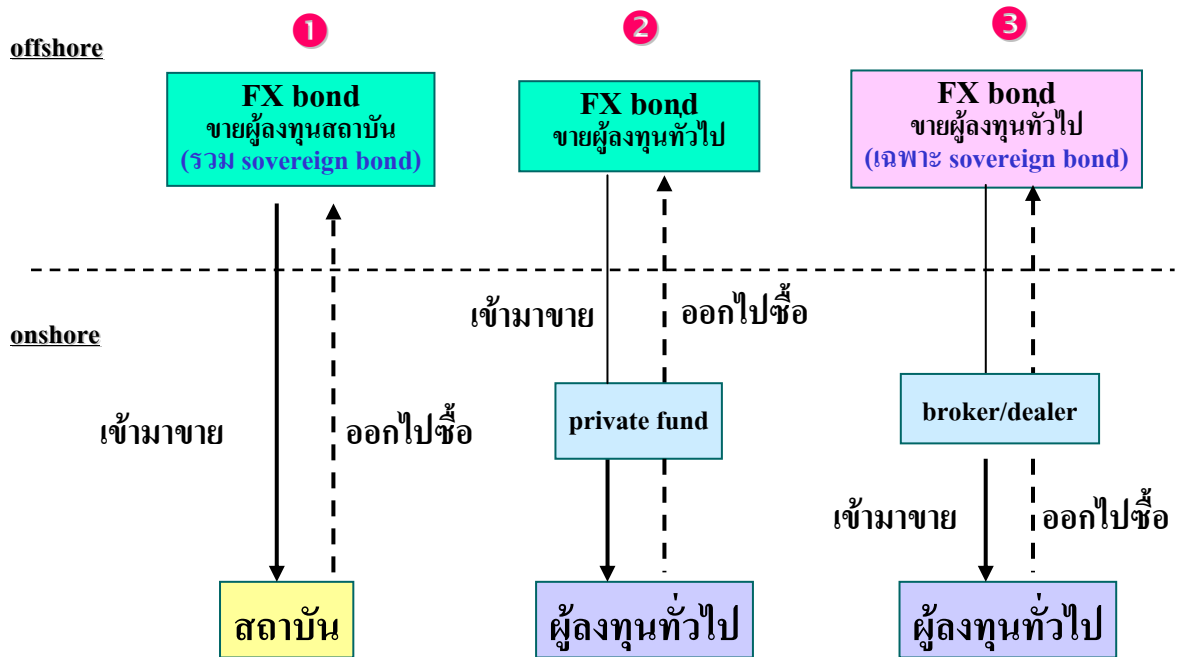 ❶
❷
❸
offshore
FX bond
ขายผู้ลงทุนสถาบัน
(รวม sovereign bond)
FX bond
ขายผู้ลงทุนทั่วไป
FX bond
ขายผู้ลงทุนทั่วไป
(เฉพาะ sovereign bond)
onshore
เข้ามาขาย
ออกไปซื้อ
เข้ามาขาย
ออกไปซื้อ
private fund
broker/dealer
เข้ามาขาย
ออกไปซื้อ
สถาบัน
ผู้ลงทุนทั่วไป
ผู้ลงทุนทั่วไป